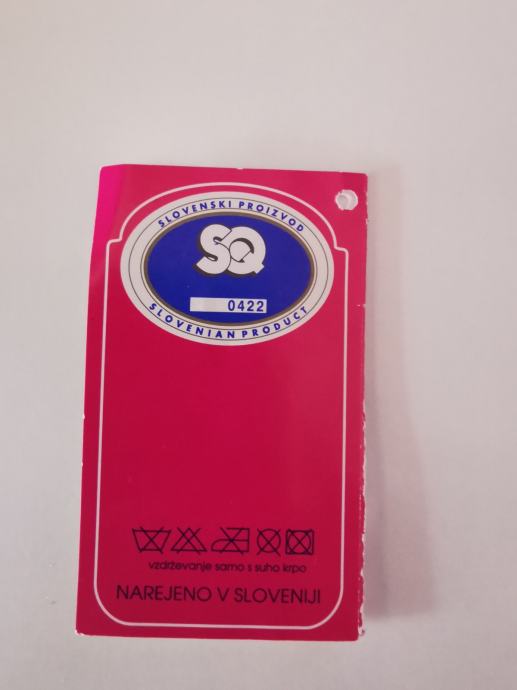 SLOVENSKI PROIZVOD
SQ
0422
SLOVENIAN PRODUCT
vzdrževanje samo s suho krpo
NAREJENO V SLOVENIJI